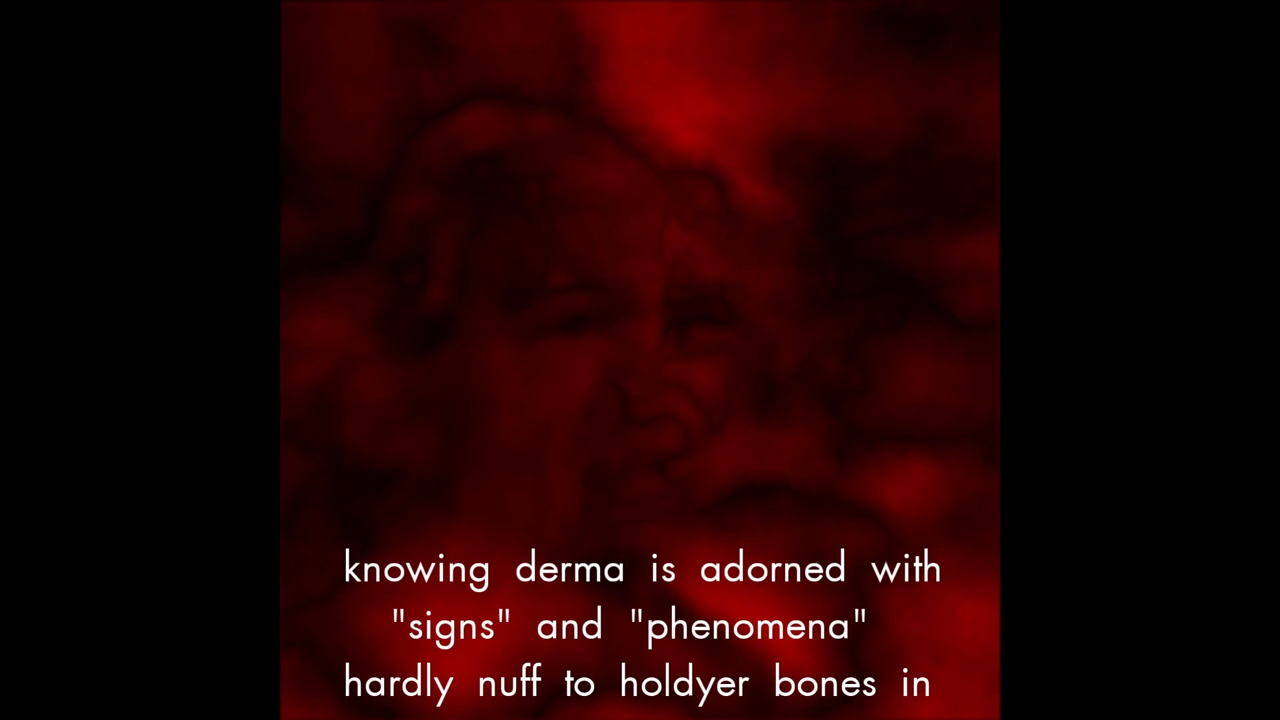 knowing derma is adorned with
"signs" and "phenomena"
hardly nuff to holdyer bones in